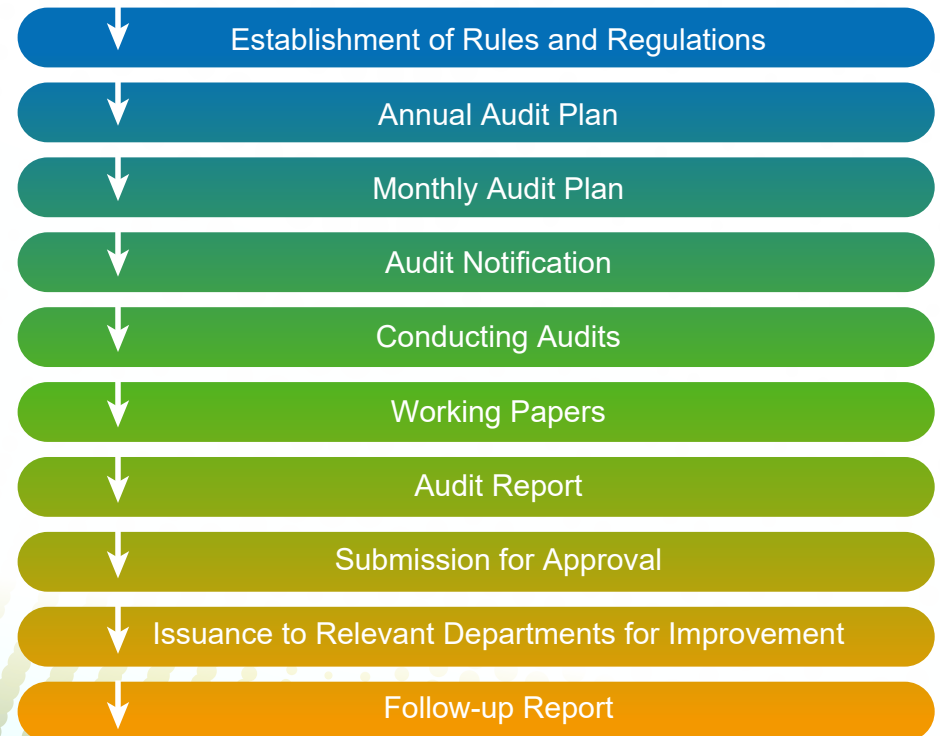 Establishment of Rules and Regulations
Annual Audit Plan
Monthly Audit Plan
Audit Notification
Conducting Audits
Working Papers
Audit Report
Submission for Approval
Issuance to Relevant Departments for Improvement
Follow-up Report